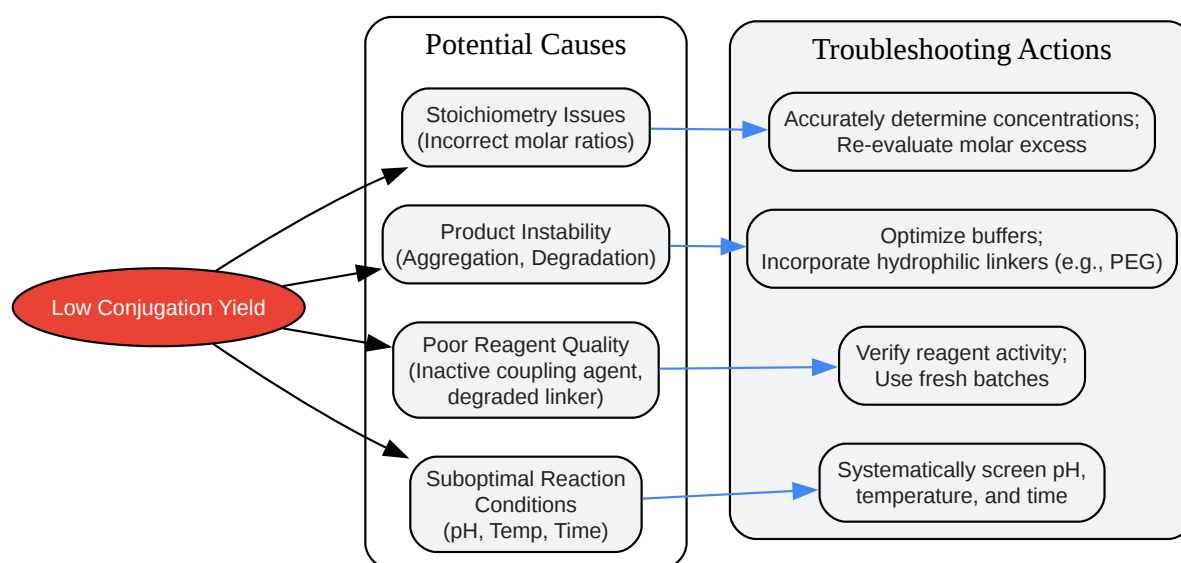 Potential Causes
Troubleshooting Actions
Low Conjugation Yield
Stoichiometry Issues
(Incorrect molar ratios)
Accurately determine concentrations;
Re-evaluate molar excess
Product Instability
(Aggregation, Degradation)
Optimize buffers;
Incorporate hydrophilic linkers (e.g., PEG)
Poor Reagent Quality
(Inactive coupling agent,
degraded linker)
Verify reagent activity;
Use fresh batches
Suboptimal Reaction
Conditions
(pH, Temp, Time)
Systematically screen pH,
temperature, and time